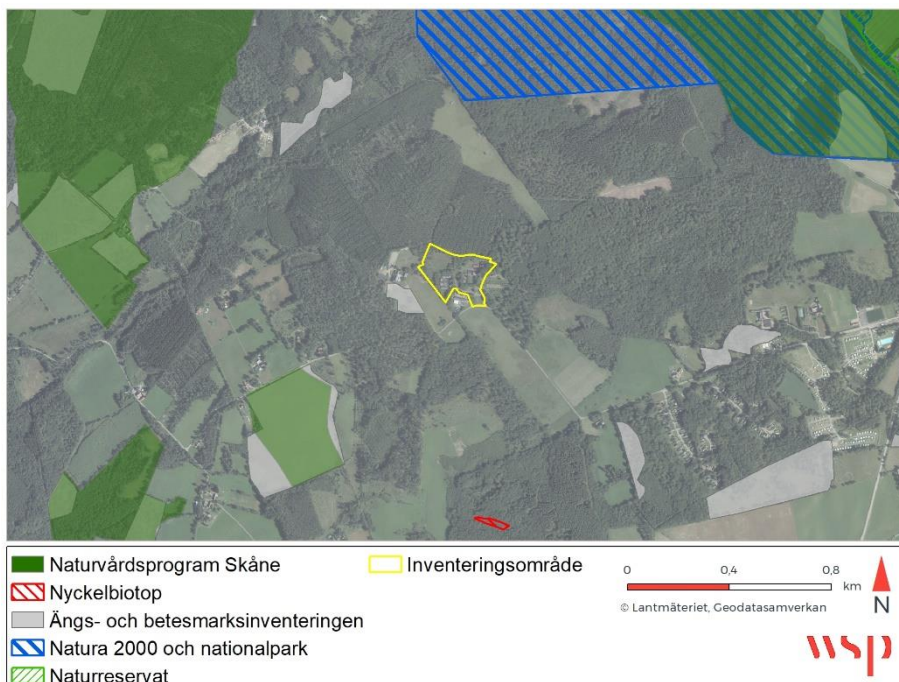 Naturvårdsprogram Skåne
Nyckelbiotop
Ängs- och betesmarksinventeringen
Natura 2000 och nationalpark
Naturreservat
Inventeringsområde
0 0,4 0,8
km
© Lantmäteriet, Geodatasamverkan
N
wsp